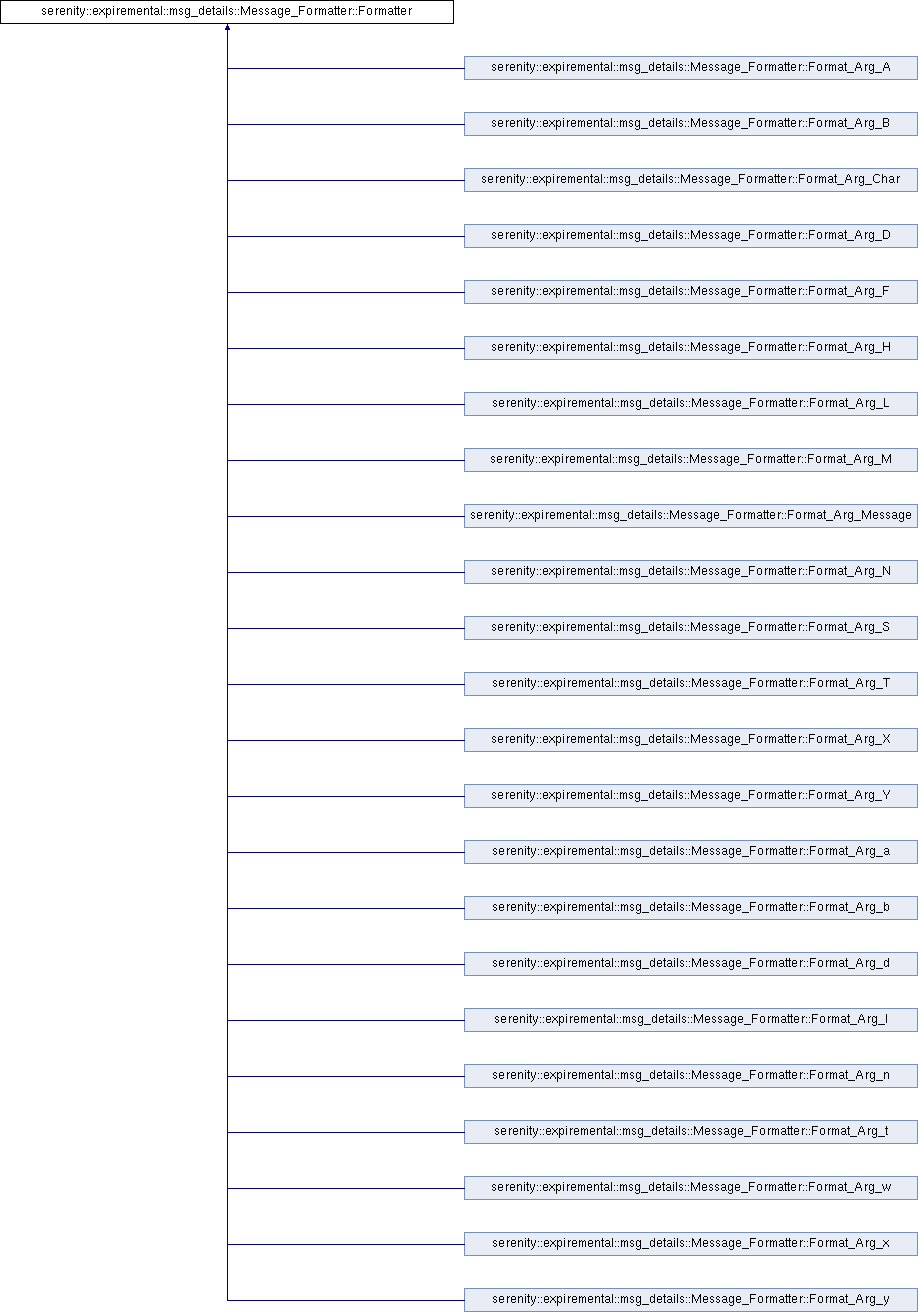 serenity::expiremental::msg_details::Message_Formatter::Formatter
serenity::expiremental::msg_details::Message_Formatter::Format_Arg_A
serenity::expiremental::msg_details::Message_Formatter::Format_Arg_B
serenity::expiremental::msg_details::Message_Formatter::Format_Arg_Char
serenity::expiremental::msg_details::Message_Formatter::Format_Arg_D
serenity::expiremental::msg_details::Message_Formatter::Format_Arg_F
serenity::expiremental::msg_details::Message_Formatter::Format_Arg_H
serenity::expiremental::msg_details::Message_Formatter::Format_Arg_L
serenity::expiremental::msg_details::Message_Formatter::Format_Arg_M
serenity::expiremental::msg_details::Message_Formatter::Format_Arg_Message
serenity::expiremental::msg_details::Message_Formatter::Format_Arg_N
serenity::expiremental::msg_details::Message_Formatter::Format_Arg_S
serenity::expiremental::msg_details::Message_Formatter::Format_Arg_T
serenity::expiremental::msg_details::Message_Formatter::Format_Arg_X
serenity::expiremental::msg_details::Message_Formatter::Format_Arg_Y
serenity::expiremental::msg_details::Message_Formatter::Format_Arg_a
serenity::expiremental::msg_details::Message_Formatter::Format_Arg_b
serenity::expiremental::msg_details::Message_Formatter::Format_Arg_d
serenity::expiremental::msg_details::Message_Formatter::Format_Arg_l
serenity::expiremental::msg_details::Message_Formatter::Format_Arg_n
serenity::expiremental::msg_details::Message_Formatter::Format_Arg_t
serenity::expiremental::msg_details::Message_Formatter::Format_Arg_w
serenity::expiremental::msg_details::Message_Formatter::Format_Arg_x
serenity::expiremental::msg_details::Message_Formatter::Format_Arg_y